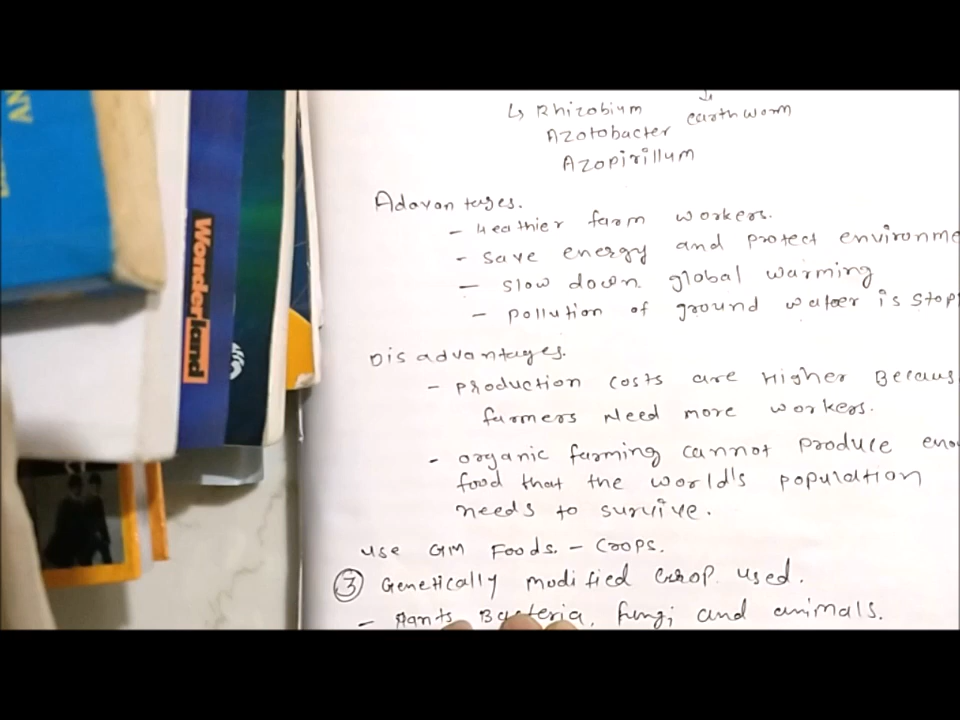 Wonderland
↳ Rhizobium
earthworm
Azotobacter
Azopirillum
Adavantages.
- Heathier farm workers.
- save energy and protect environme
- slow down global warming
- pollution of ground water is stop
Disadvantages.
- production costs are Higher Becaus
farmers Need more workers.
- organic farming cannot produce eno
food that the world's population
needs to survive.
use GM Foods. - Crops.
③ Genetically modified crop used.
- Plants Bacteria, fungi and animals.